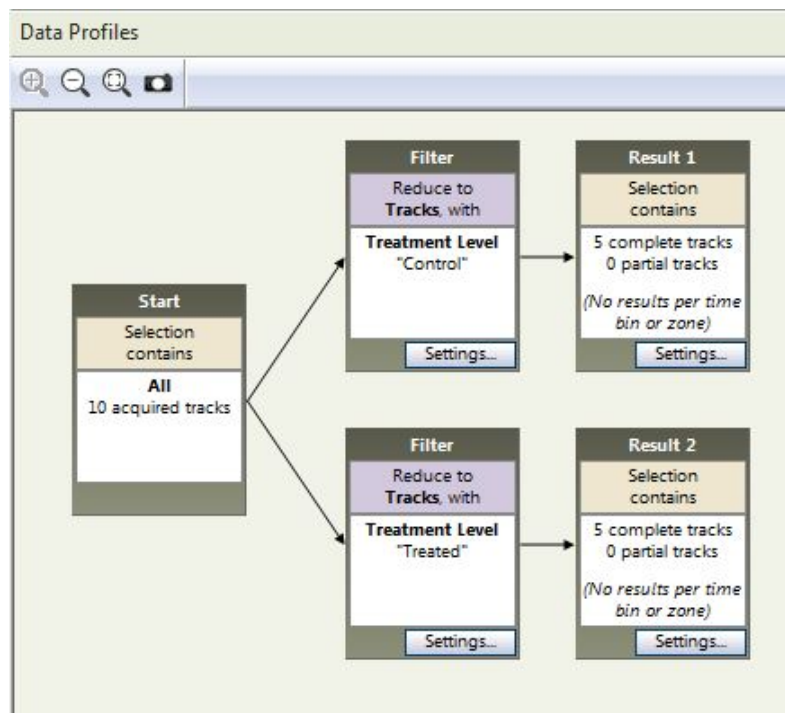 Data Profiles
Start
Selection
contains
All
10 acquired tracks
Filter
Reduce to
Tracks, with
Treatment Level
"Control"
Settings...
Result 1
Selection
contains
5 complete tracks
0 partial tracks
(No results per time
bin or zone)
Settings...
Filter
Reduce to
Tracks, with
Treatment Level
"Treated"
Settings...
Result 2
Selection
contains
5 complete tracks
0 partial tracks
(No results per time
bin or zone)
Settings...